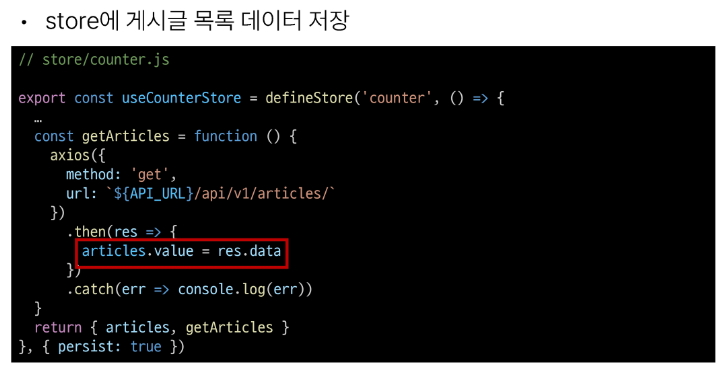 • store에 게시글 목록 데이터 저장
// store/counter.js
export const useCounterStore = defineStore('counter', () => {
…
const getArticles = function () {
axios({
method: 'get',
url: `${API_URL}/api/v1/articles/`
})
.then(res => {
articles.value = res.data
})
.catch(err => console.log(err))
}
return { articles, getArticles }
}, { persist: true })